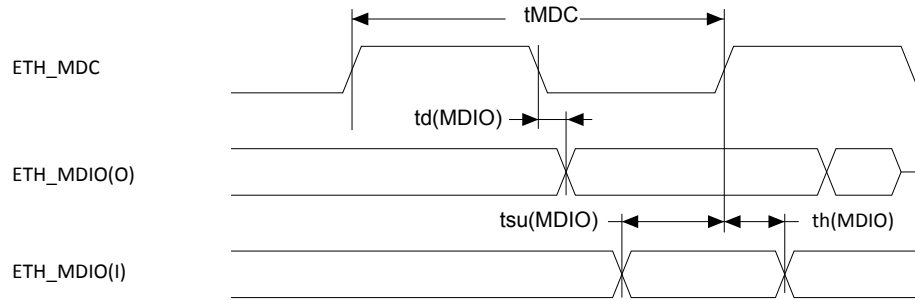 tMDC
ETH_MDC
td(MDIO)
ETH_MDIO(O)
tsu(MDIO)
th(MDIO)
ETH_MDIO(I)